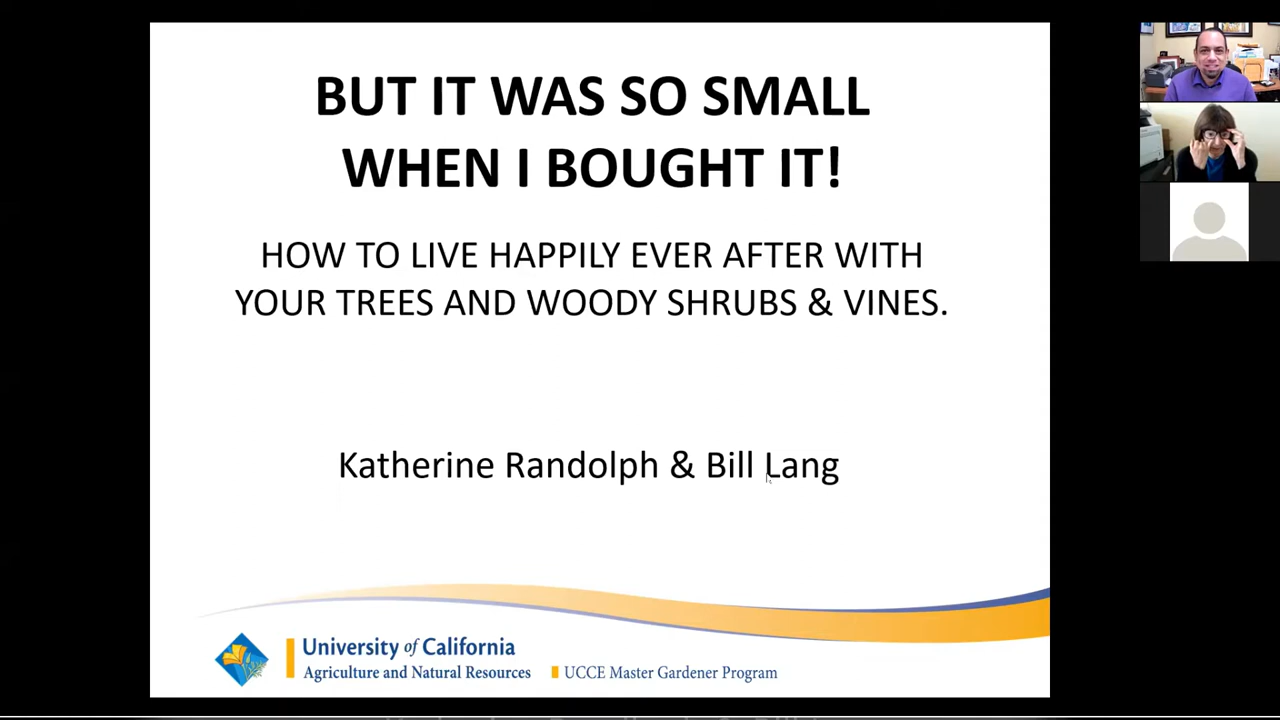 BUT IT WAS SO SMALL
WHEN I BOUGHT IT!
HOW TO LIVE HAPPILY EVER AFTER WITH
YOUR TREES AND WOODY SHRUBS & VINES.
Katherine Randolph & Bill Lang
University of California
Agriculture and Natural Resources
UCCE Master Gardener Program